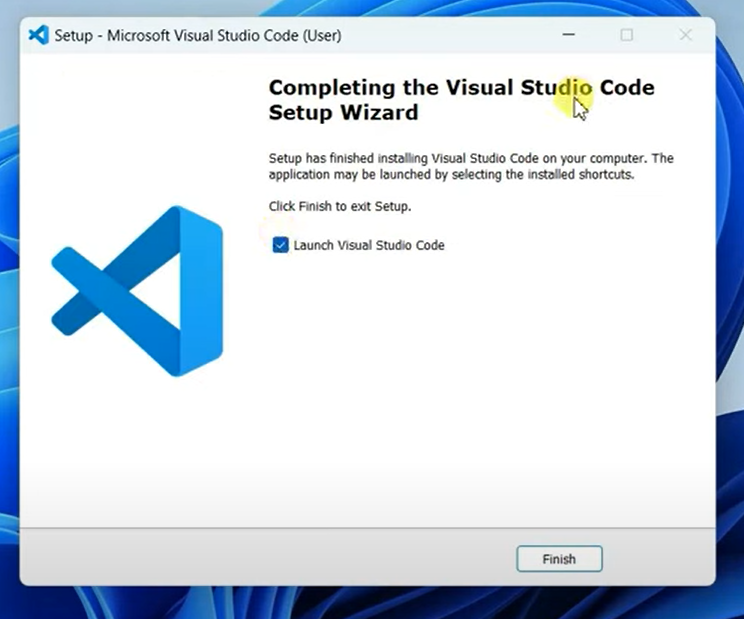 Setup - Microsoft Visual Studio Code (User)
Completing the Visual Studio Code
Setup Wizard
Setup has finished installing Visual Studio Code on your computer. The
application may be launched by selecting the installed shortcuts.
Click Finish to exit Setup.
Launch Visual Studio Code
Finish